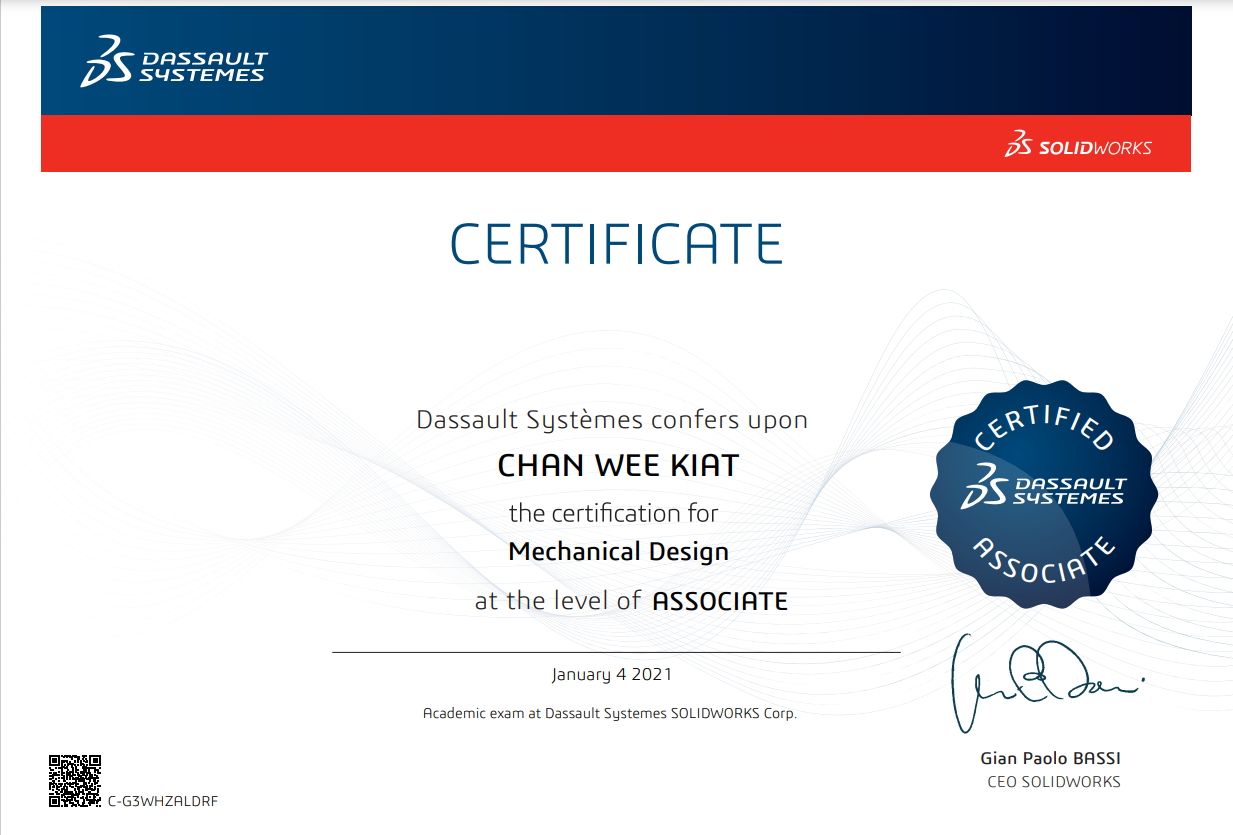 DASSAULT
SYSTEMES
SOLIDWORKS
CERTIFICATE
Dassault Systèmes confers upon
CHAN WEE KIAT
the certification for
Mechanical Design
at the level of ASSOCIATE
January 4 2021
Academic exam at Dassault Systemes SOLIDWORKS Corp.
CERTIFIED
DASSAULT
SYSTEMES
ASSOCIATE
Gian Paolo BASSI
CEO SOLIDWORKS
C-G3WHZALDRF